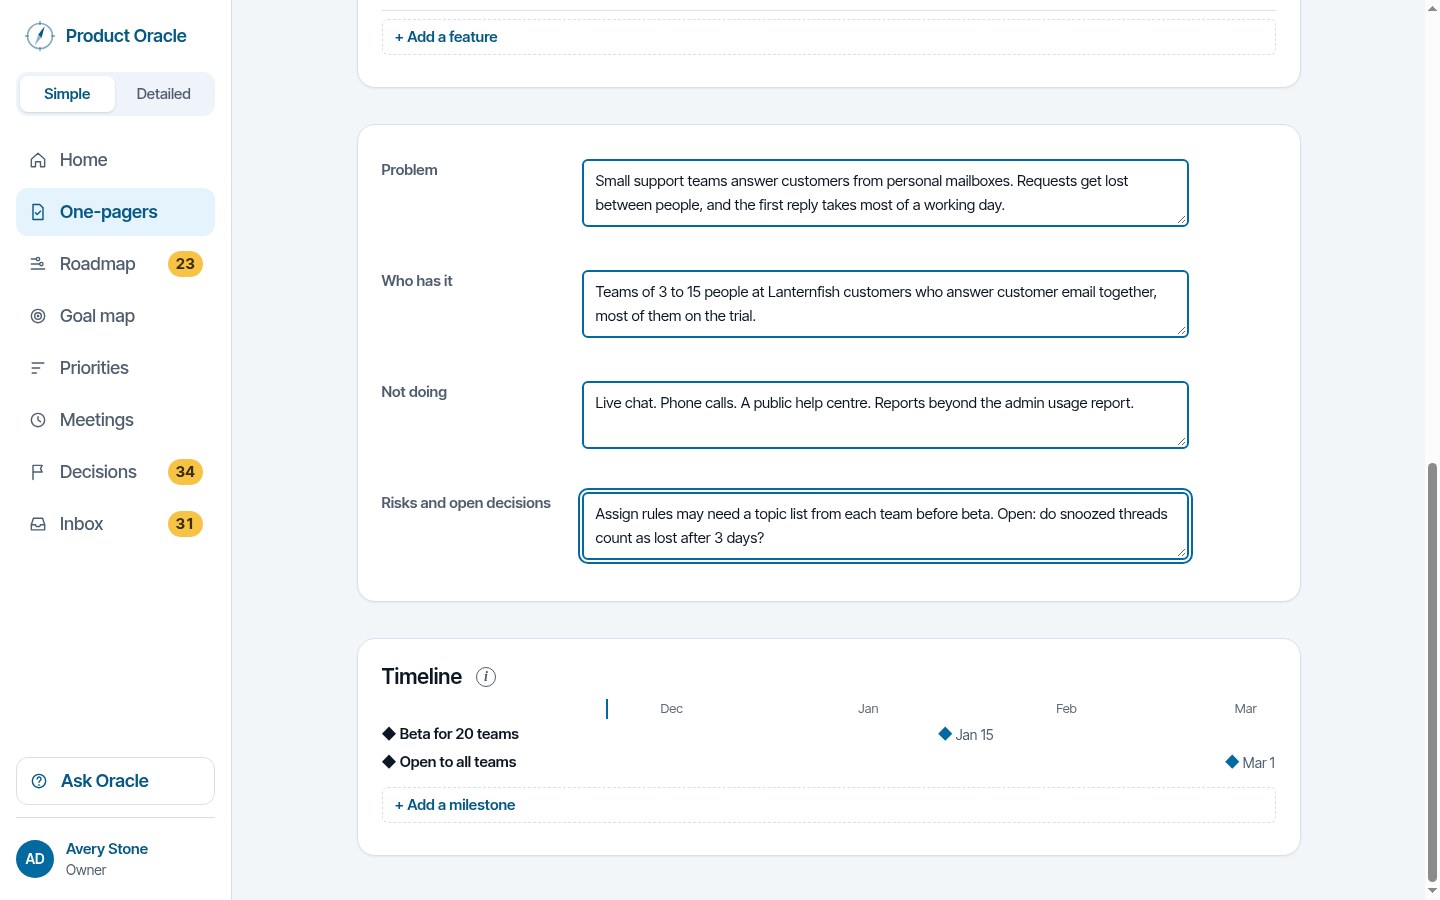 Product Oracle
Simple
Detailed
Home
One-pagers
Roadmap 23
Goal map
Priorities
Meetings
Decisions 34
Inbox 31
Ask Oracle
AD
Avery Stone
Owner
+ Add a feature
Problem
Small support teams answer customers from personal mailboxes. Requests get lost
between people, and the first reply takes most of a working day.
Who has it
Teams of 3 to 15 people at Lanternfish customers who answer customer email together,
most of them on the trial.
Not doing
Live chat. Phone calls. A public help centre. Reports beyond the admin usage report.
Risks and open decisions
Assign rules may need a topic list from each team before beta. Open: do snoozed threads
count as lost after 3 days?
Timeline i
Dec Jan Feb Mar
Beta for 20 teams Jan 15
Open to all teams Mar 1
+ Add a milestone